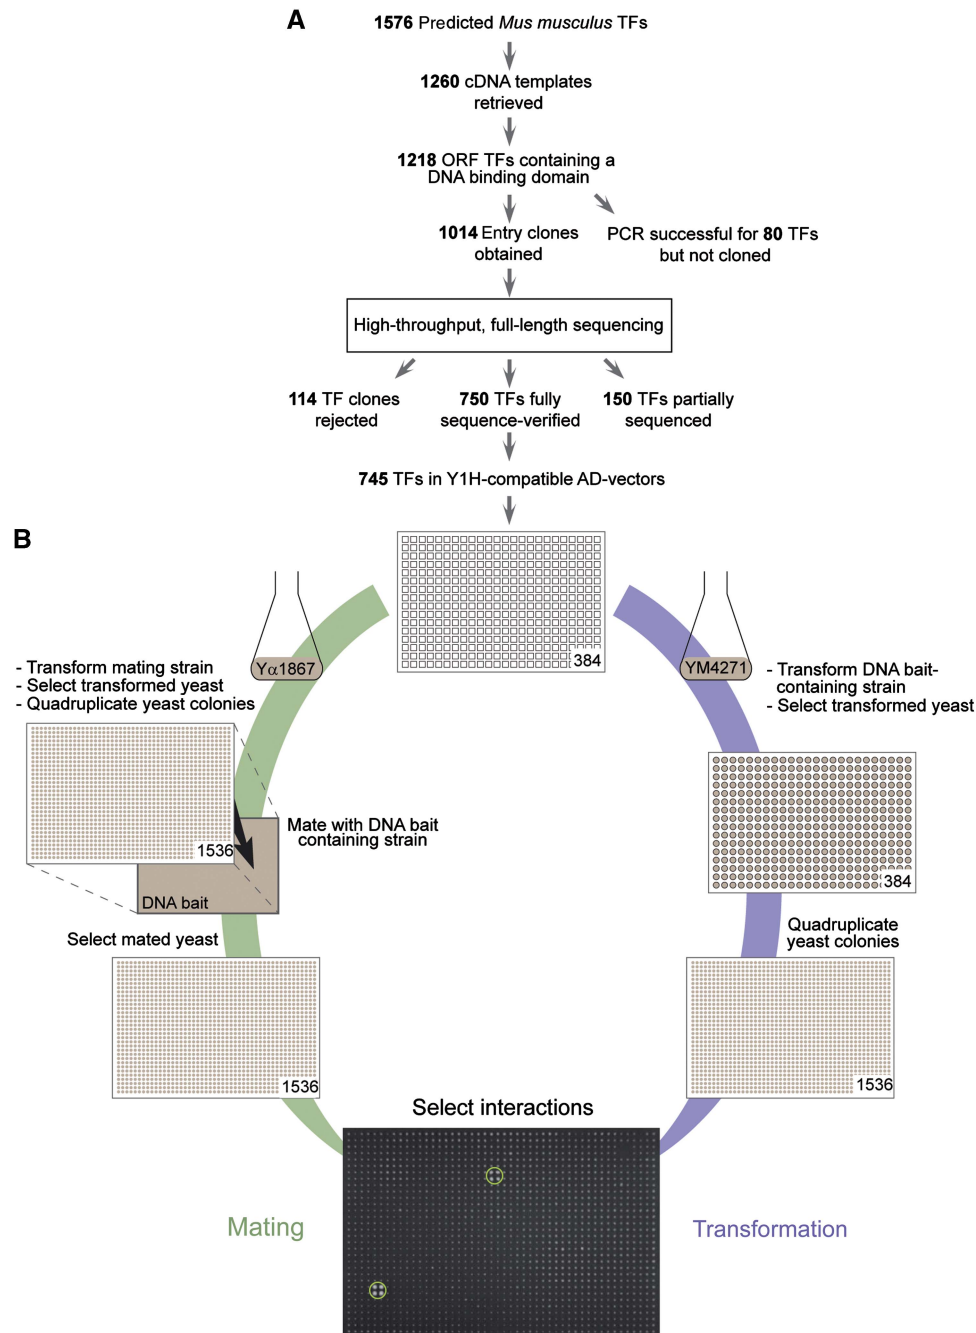 A
1576 Predicted Mus musculus TFs
1260 cDNA templates
retrieved
1218 ORF TFs containing a
DNA binding domain
1014 Entry clones
obtained
PCR successful for 80 TFs
but not cloned
High-throughput, full-length sequencing
114 TF clones
rejected
750 TFs fully
sequence-verified
150 TFs partially
sequenced
745 TFs in Y1H-compatible AD-vectors
B
384
Yα1867
- Transform mating strain
- Select transformed yeast
- Quadruplicate yeast colonies
1536
DNA bait
Mate with DNA bait
containing strain
Select mated yeast
1536
YM4271
- Transform DNA bait-
containing strain
- Select transformed yeast
384
Quadruplicate
yeast colonies
1536
Select interactions
Mating
Transformation